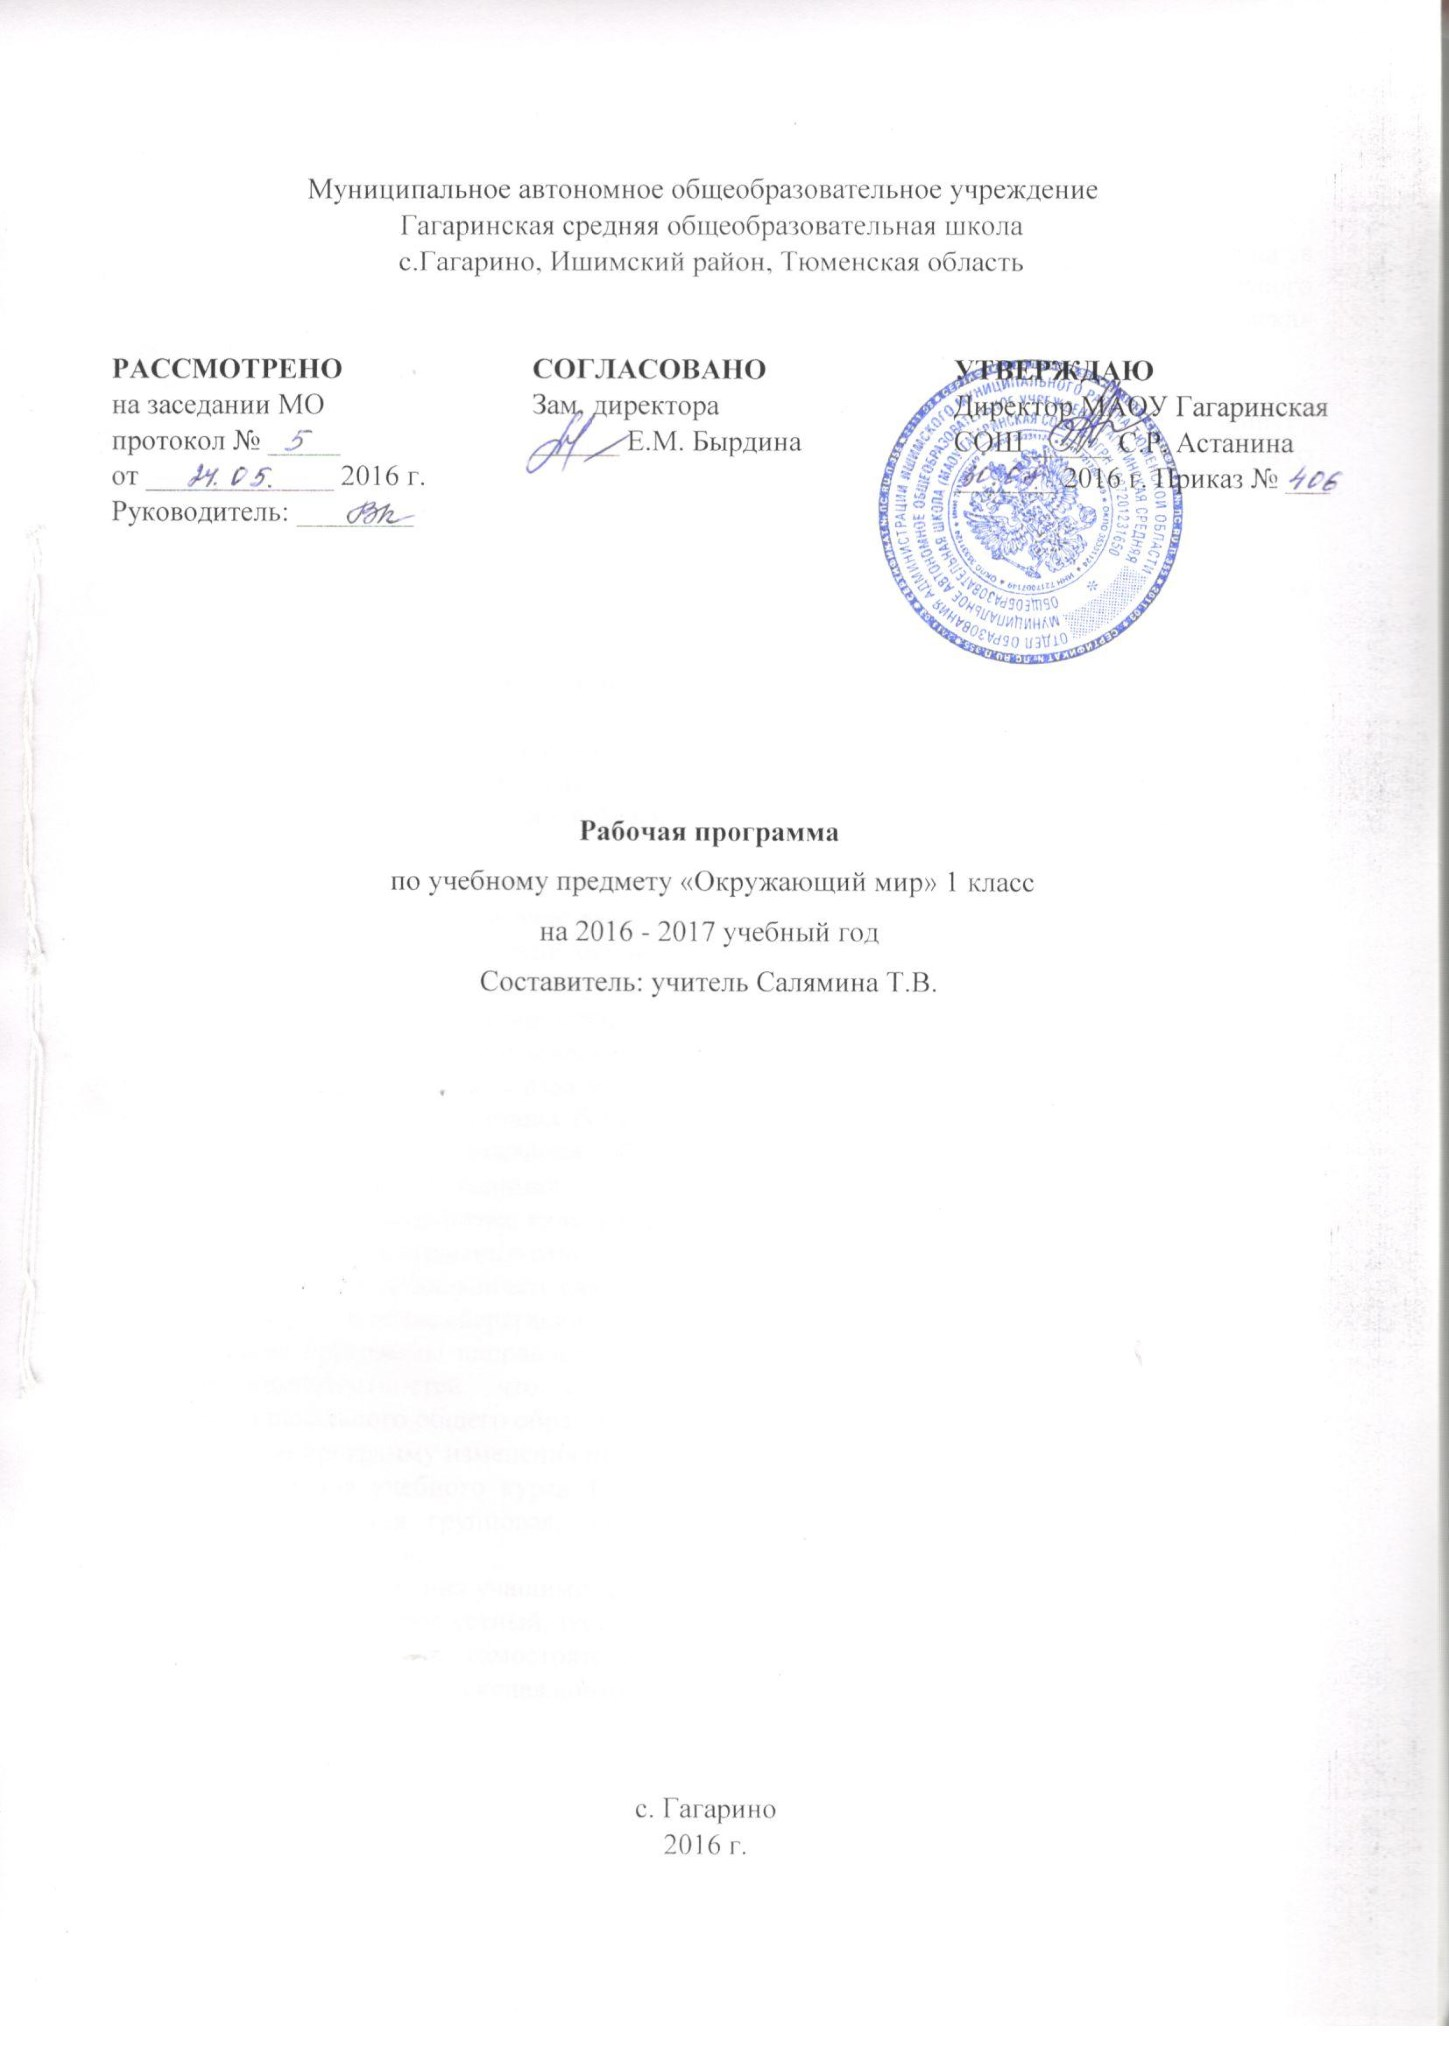 Муниципальное автономное общеобразовательное учреждение
Гагаринская средняя общеобразовательная школа
с.Гагарино, Ишимский район, Тюменская область
РАССМОТРЕНО
на заседании МО
протокол № 5
от 24.05. 2016 г.
Руководитель:
СОГЛАСОВАНО
Зам. директора
Е.М. Бырдина
УТВЕРЖДАЮ
Директор МАОУ Гагаринская
СОШ С.Р. Астанина
2016 г. Приказ № 406
Рабочая программа
по учебному предмету «Окружающий мир» 1 класс
на 2016 - 2017 учебный год
Составитель: учитель Салямина Т.В.
с. Гагарино
2016 г.